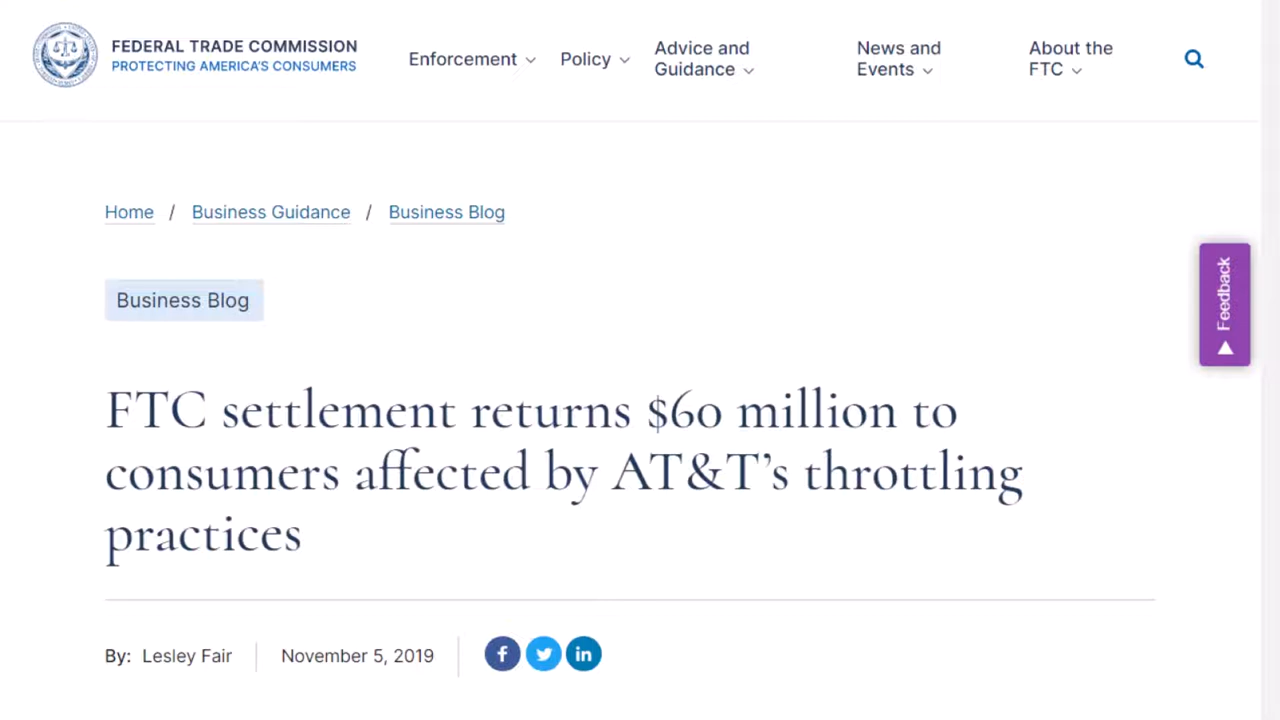 FEDERAL TRADE COMMISSION
PROTECTING AMERICA'S CONSUMERS
Enforcement
Policy
Advice and
Guidance
News and
Events
About the
FTC
Home / Business Guidance / Business Blog
Feedback
Business Blog
FTC settlement returns $60 million to
consumers affected by AT&T’s throttling
practices
By: Lesley Fair
November 5, 2019